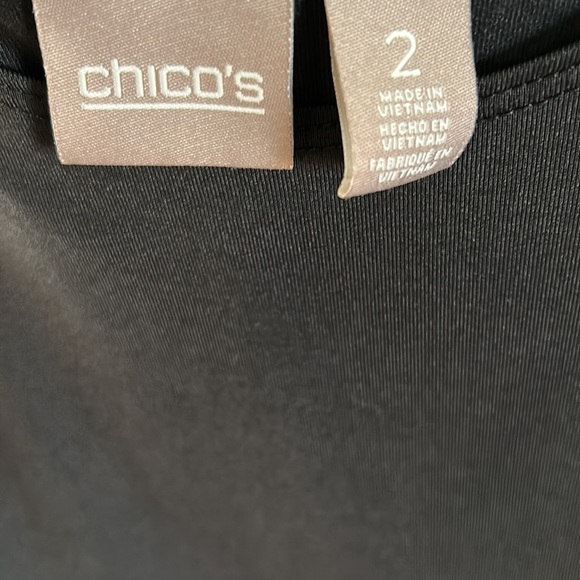 chico's
2
MADE IN
VIETNAM
HECHO EN
VIETNAM
FABRIQUÉ EN
VIETNAM